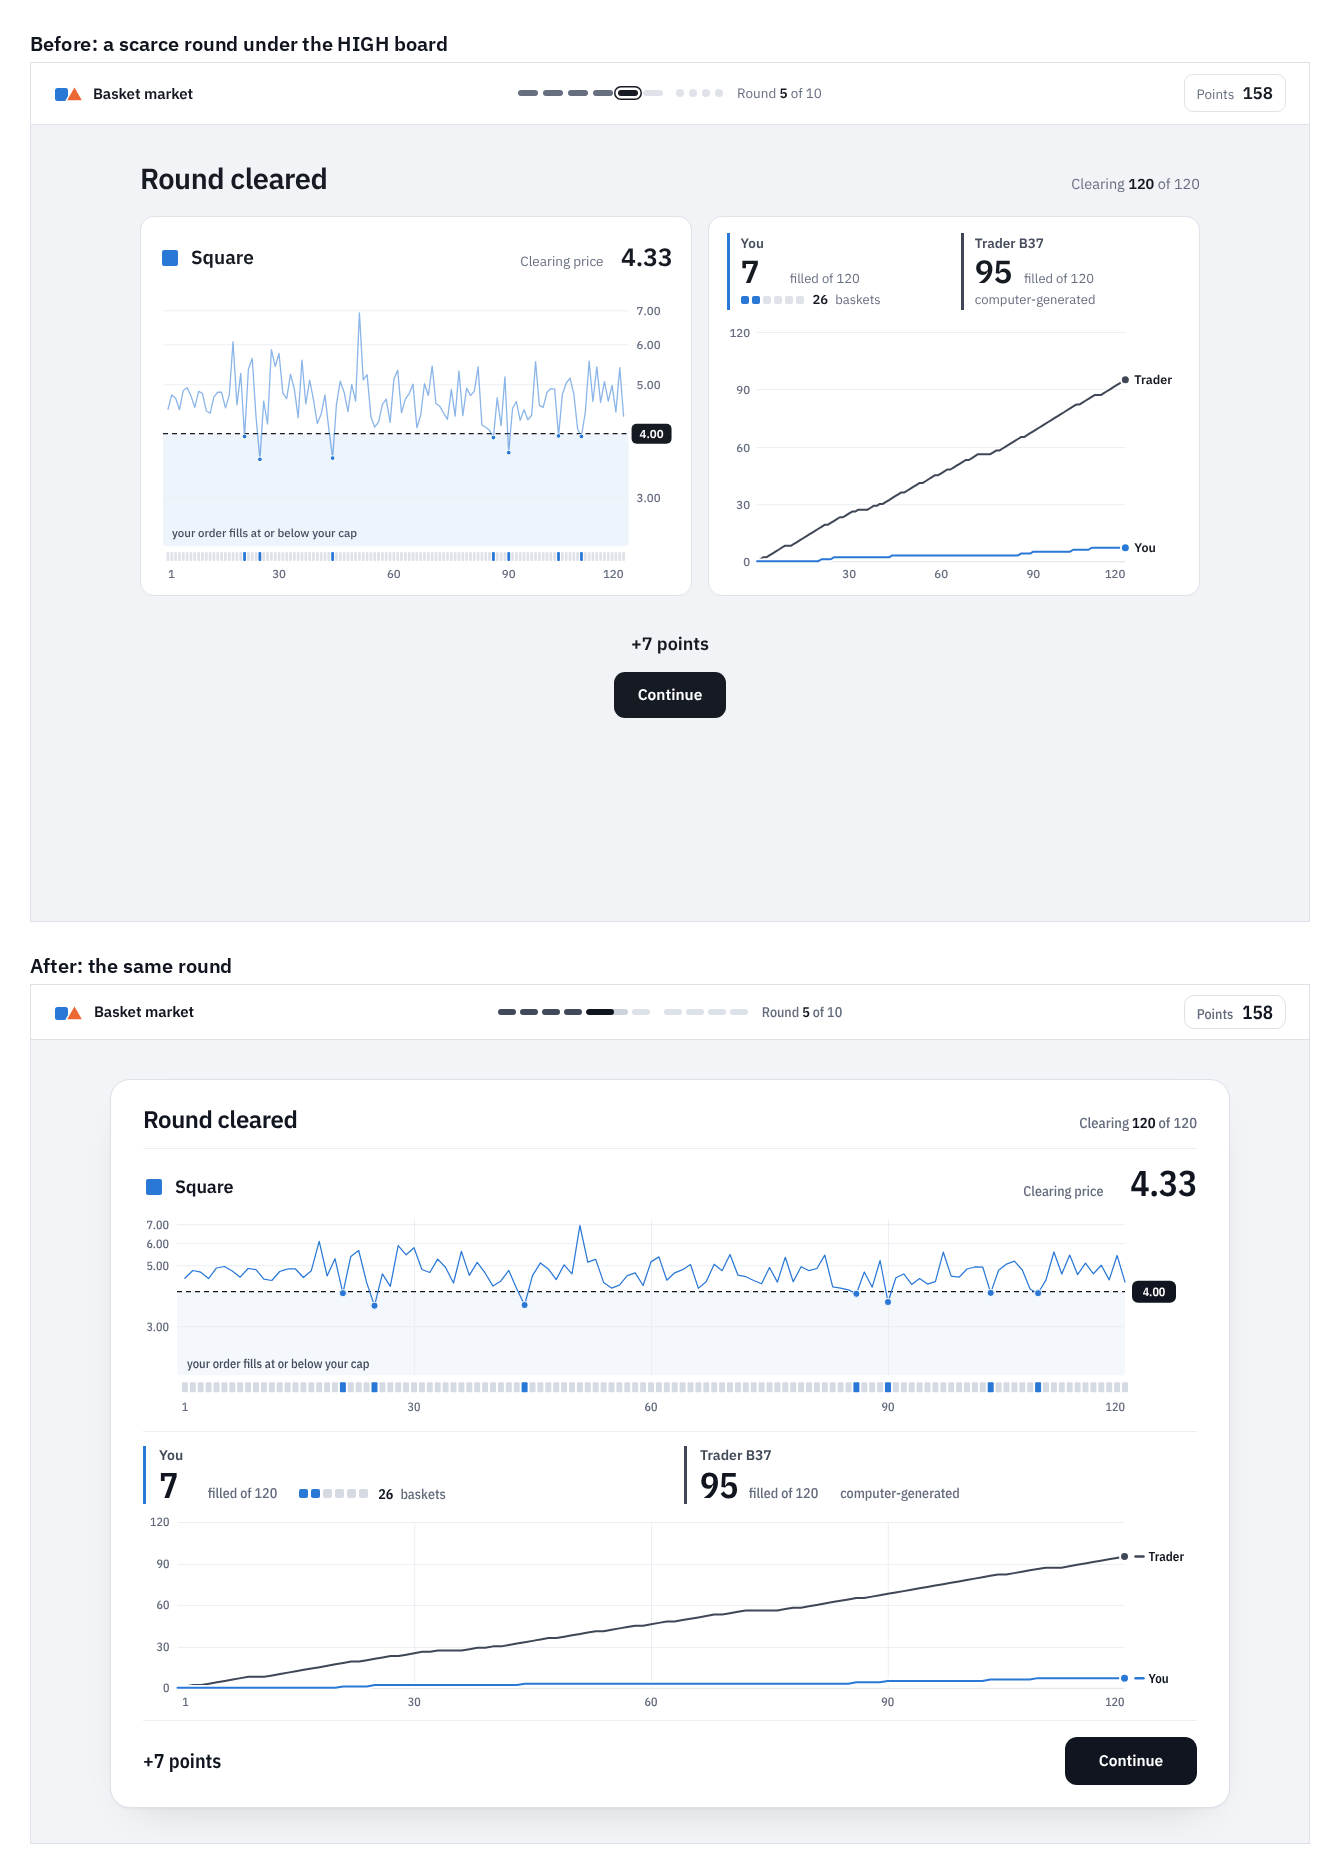 Before: a scarce round under the HIGH board
Basket market
Round 5 of 10
Points 158
Round cleared
Clearing 120 of 120
Square
Clearing price 4.33
7.00
6.00
5.00
4.00
3.00
your order fills at or below your cap
1 30 60 90 120
You
7 filled of 120
26 baskets
Trader B37
95 filled of 120
computer-generated
120
90
60
30
0
Trader
You
30 60 90 120
+7 points
Continue
After: the same round
Basket market
Round 5 of 10
Points 158
Round cleared
Clearing 120 of 120
Square
Clearing price 4.33
7.00
6.00
5.00
4.00
3.00
your order fills at or below your cap
1 30 60 90 120
You
7 filled of 120 26 baskets
Trader B37
95 filled of 120 computer-generated
120
90
60
30
0
Trader
You
1 30 60 90 120
+7 points
Continue